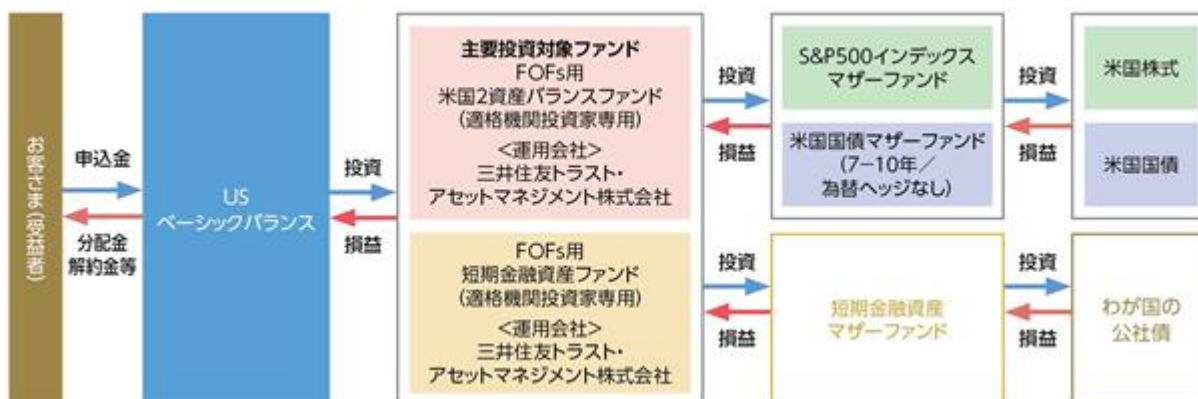 お客さま（受益者）
申込金
分配金
解約金等
US
ベーシックバランス
投資
損益
主要投資対象ファンド
FOFs用
米国2資産バランスファンド
（適格機関投資家専用）
＜運用会社＞
三井住友トラスト・
アセットマネジメント株式会社
FOFs用
短期金融資産ファンド
（適格機関投資家専用）
＜運用会社＞
三井住友トラスト・
アセットマネジメント株式会社
投資
損益
投資
損益
S&P500インデックス
マザーファンド
米国国債マザーファンド
（7−10年／
為替ヘッジなし）
短期金融資産
マザーファンド
投資
損益
投資
損益
米国株式
米国国債
わが国の
公社債